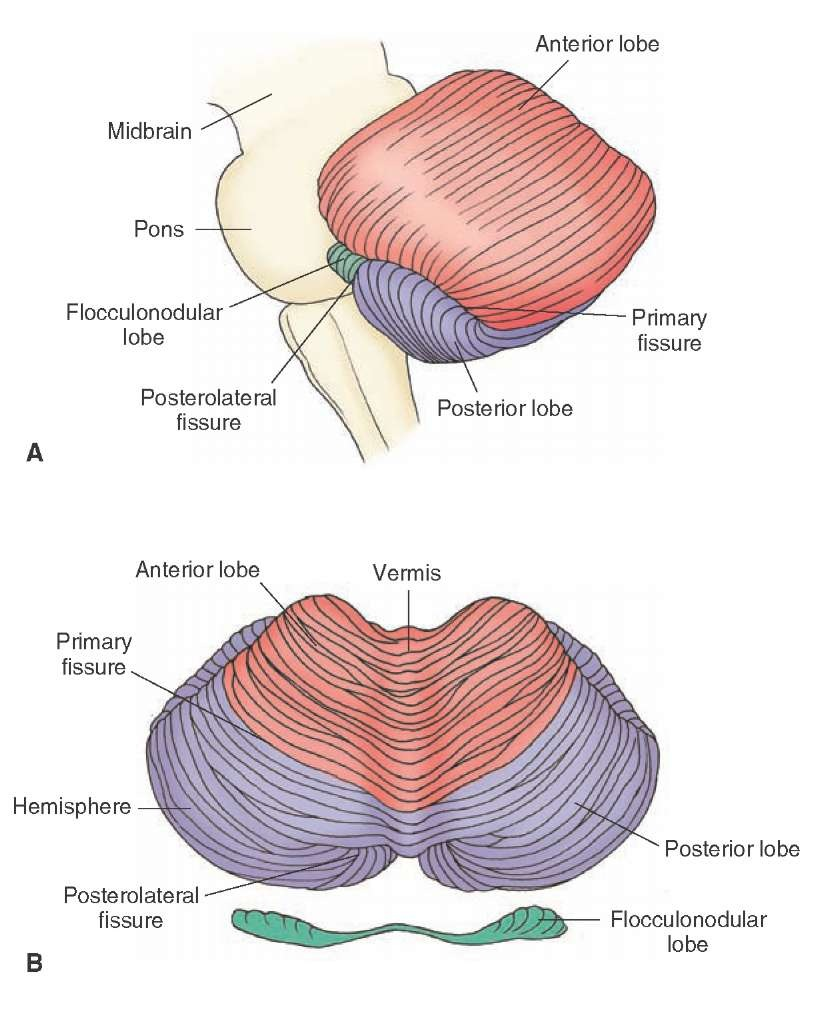 Anterior lobe
Midbrain
Pons
Flocculonodular
lobe
Primary
fissure
Posterolateral
fissure
Posterior lobe
A
Anterior lobe
Vermis
Primary
fissure
Hemisphere
Posterior lobe
Posterolateral
fissure
Flocculonodular
lobe
B